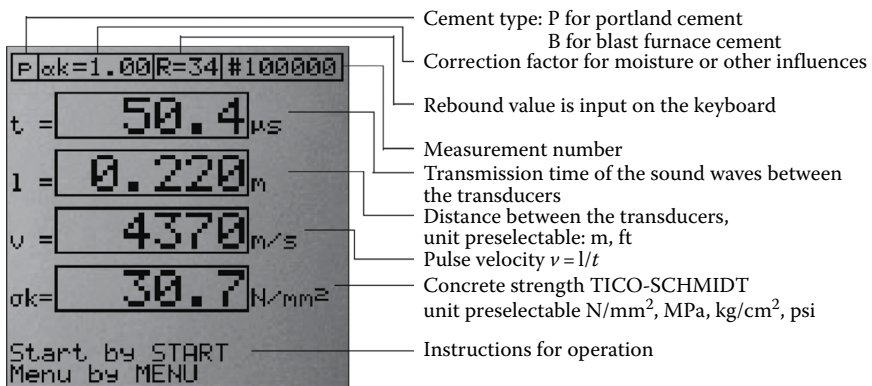 P αk=1.00 R=34 #100000
t = 50.4 μs
l = 0.220 m
v = 4370 m/s
σk= 30.7 N/mm²
Start by START
Menu by MENU
Cement type: P for portland cement
B for blast furnace cement
Correction factor for moisture or other influences
Rebound value is input on the keyboard
Measurement number
Transmission time of the sound waves between
the transducers
Distance between the transducers,
unit preselectable: m, ft
Pulse velocity v = l/t
Concrete strength TICO-SCHMIDT
unit preselectable N/mm², MPa, kg/cm², psi
Instructions for operation